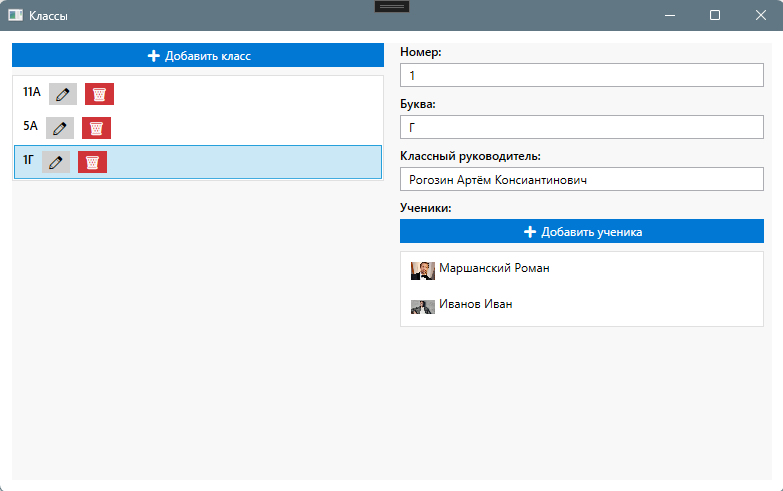 Классы
Добавить класс
11А
5А
1Г
Номер:
1
Буква:
Г
Классный руководитель:
Рогозин Артём Консиантинович
Ученики:
Добавить ученика
Маршанский Роман
Иванов Иван